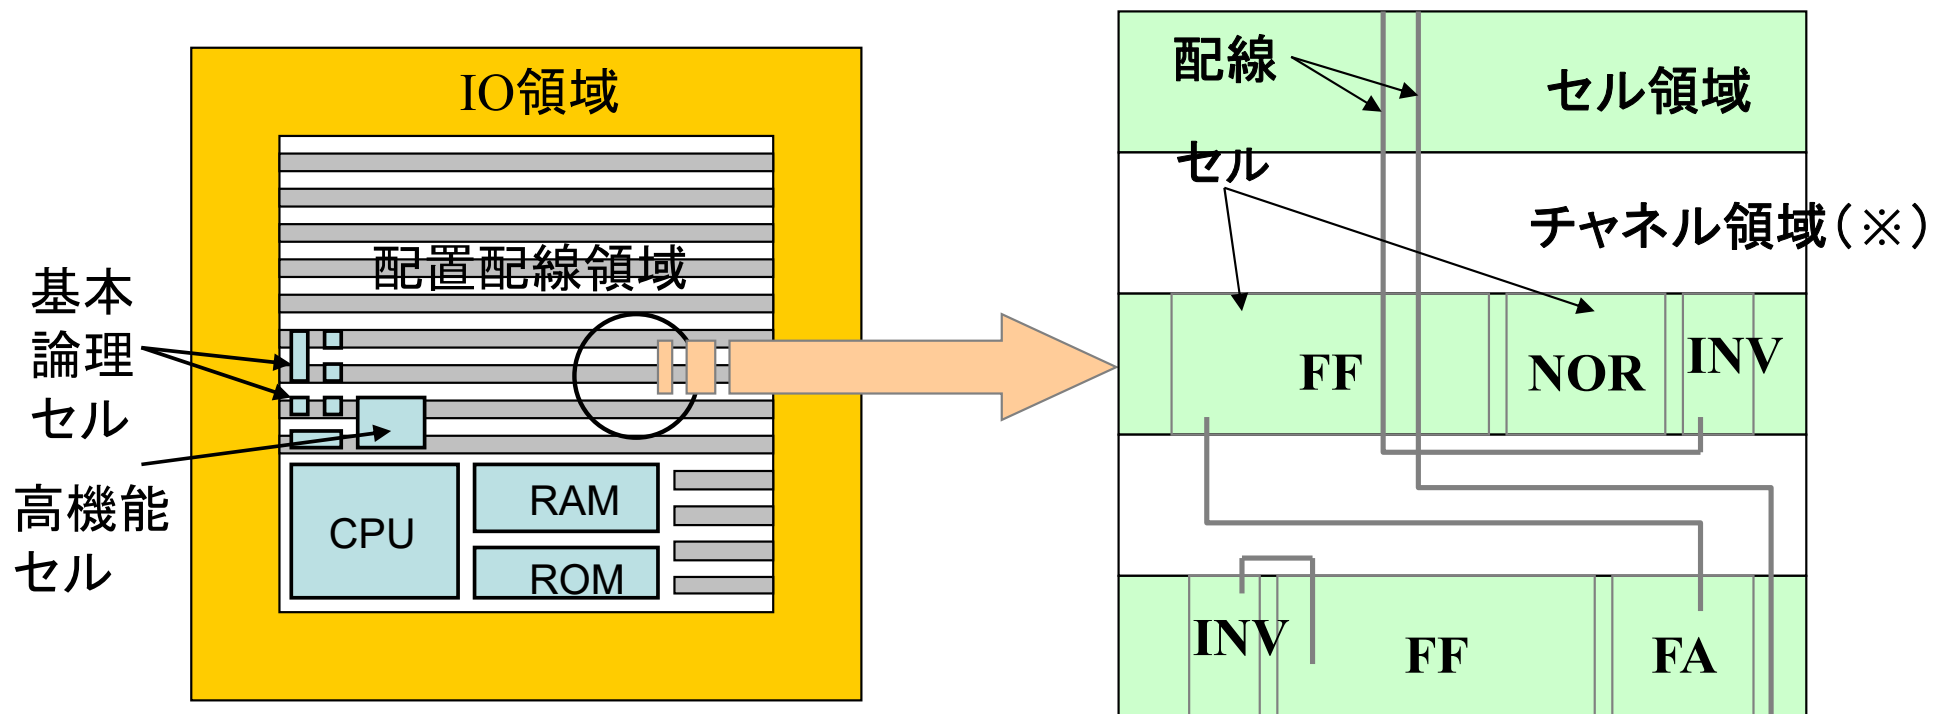 IO領域
配置配線領域
基本
論理
セル
高機能
セル
CPU
RAM
ROM
配線
セル領域
セル
チャネル領域(※)
FF
NOR
INV
INV
FF
FA